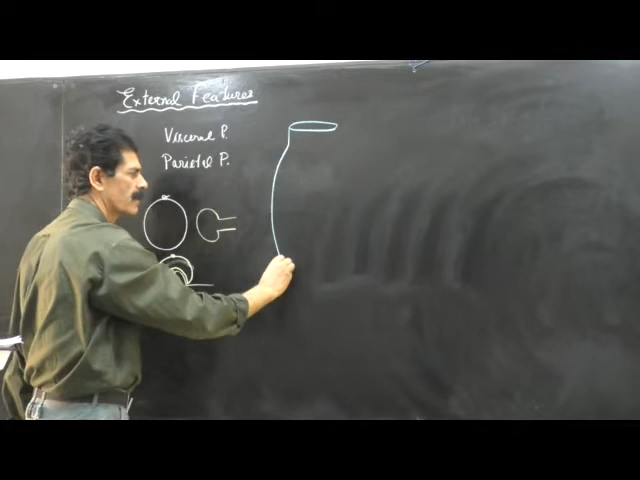 External Features
Visceral P.
Parietal P.